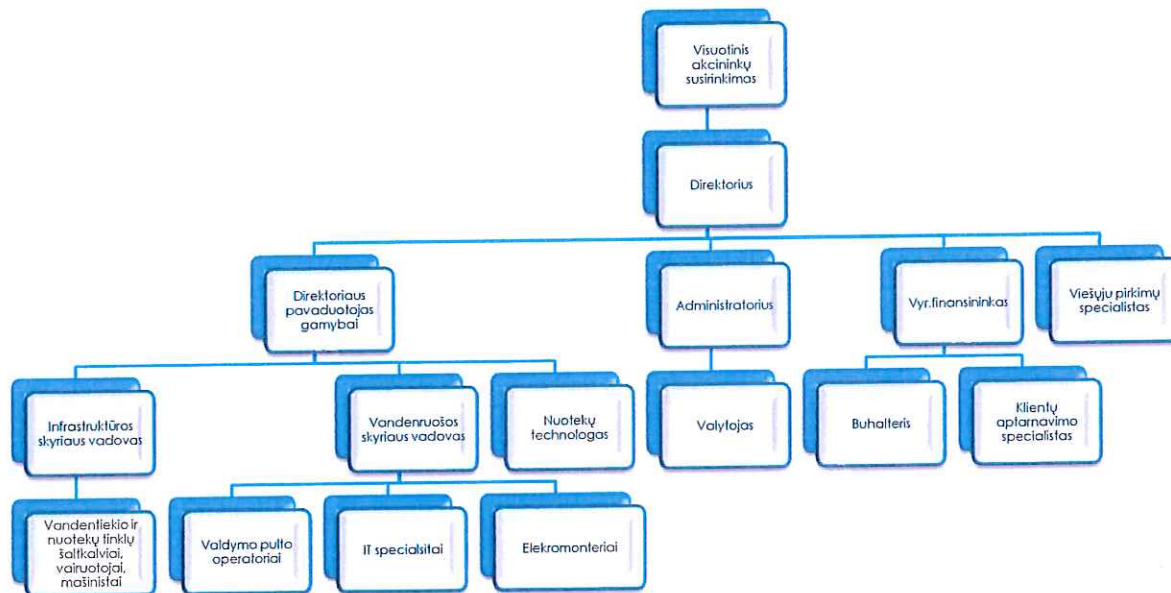 Visuotinis
akcininkų
susirinkimas
Direktorius
Direktoriaus
pavaduotojas
gamybai
Administratorius
Vyr.finansininkas
Viešųju pirkimų
specialistas
Infrastruktūros
skyriaus vadovas
Vandenruošos
skyriaus vadovas
Nuotekų
technologas
Valytojas
Buhalteris
Klientų
aptarnavimo
specialistas
Vandentiekio ir
nuotekų tinklų
šaltkalviai,
vairuotojai,
mašinistai
Valdymo pulto
operatoriai
IT specialsitai
Elekromonteriai